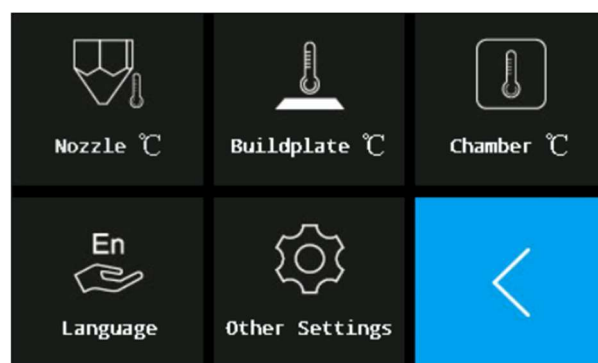 Nozzle ℃
Buildplate ℃
Chamber ℃
En
Language
Other Settings